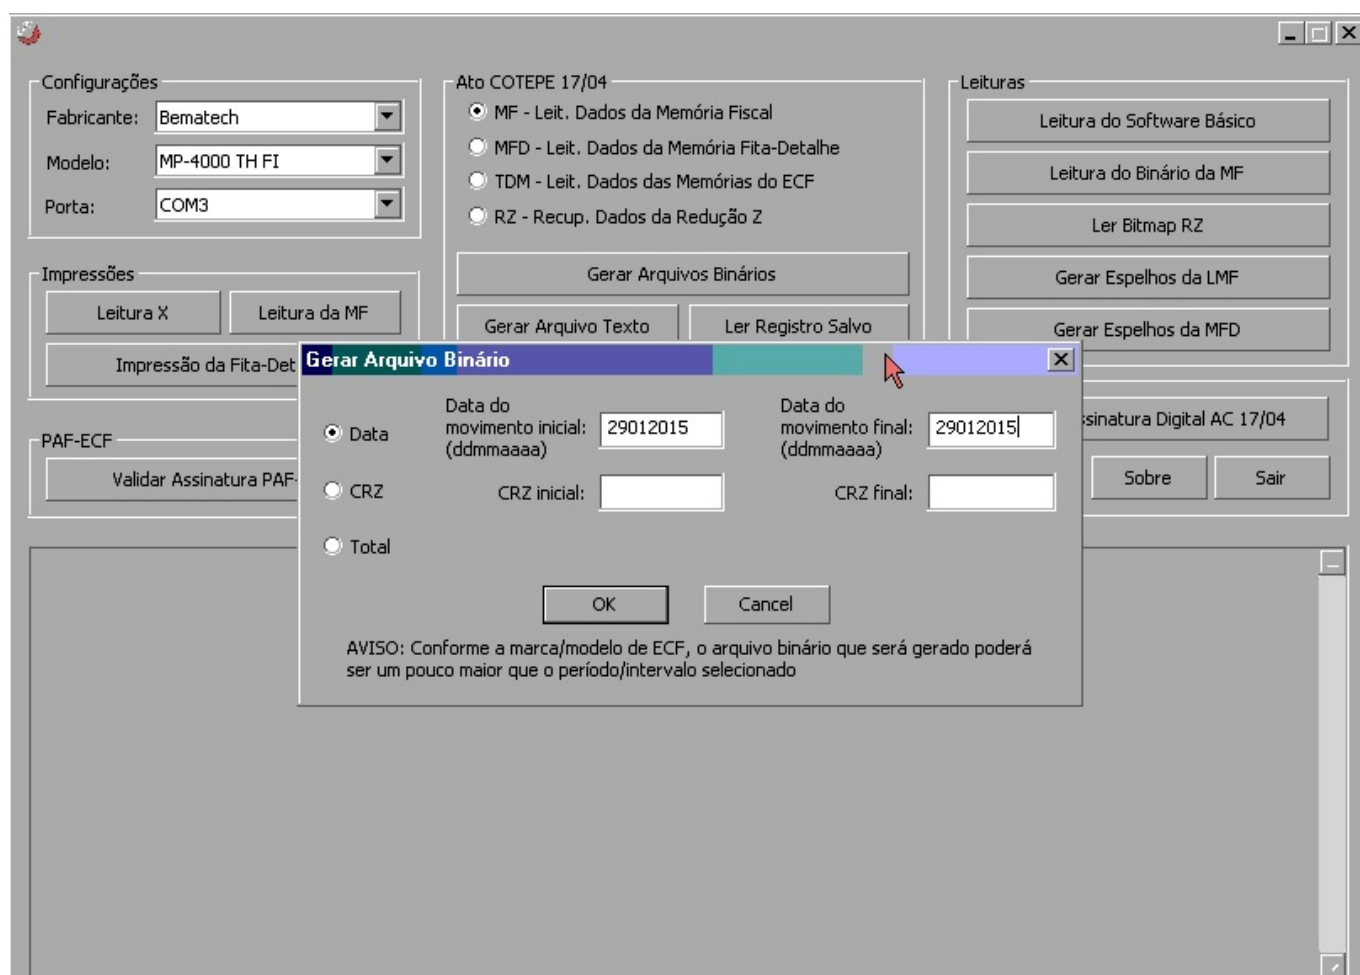 Configurações
Fabricante: Bematech
Modelo: MP-4000 TH FI
Porta: COM3
Ato COTEPE 17/04
MF - Leit. Dados da Memória Fiscal
MFD - Leit. Dados da Memória Fita-Detalhe
TDM - Leit. Dados das Memórias do ECF
RZ - Recup. Dados da Redução Z
Gerar Arquivos Binários
Gerar Arquivo Texto Ler Registro Salvo
Leituras
Leitura do Software Básico
Leitura do Binário da MF
Ler Bitmap RZ
Gerar Espelhos da LMF
Gerar Espelhos da MFD
Impressões
Leitura X Leitura da MF
Impressão da Fita-Det
PAF-ECF
Validar Assinatura PAF-
ssinatura Digital AC 17/04
Sobre Sair
Gerar Arquivo Binário
Data
Data do
movimento inicial: 29012015
(ddmmaaaa)
Data do
movimento final: 29012015
(ddmmaaaa)
CRZ CRZ inicial: CRZ final:
Total
OK Cancel
AVISO: Conforme a marca/modelo de ECF, o arquivo binário que será gerado poderá
ser um pouco maior que o período/intervalo selecionado